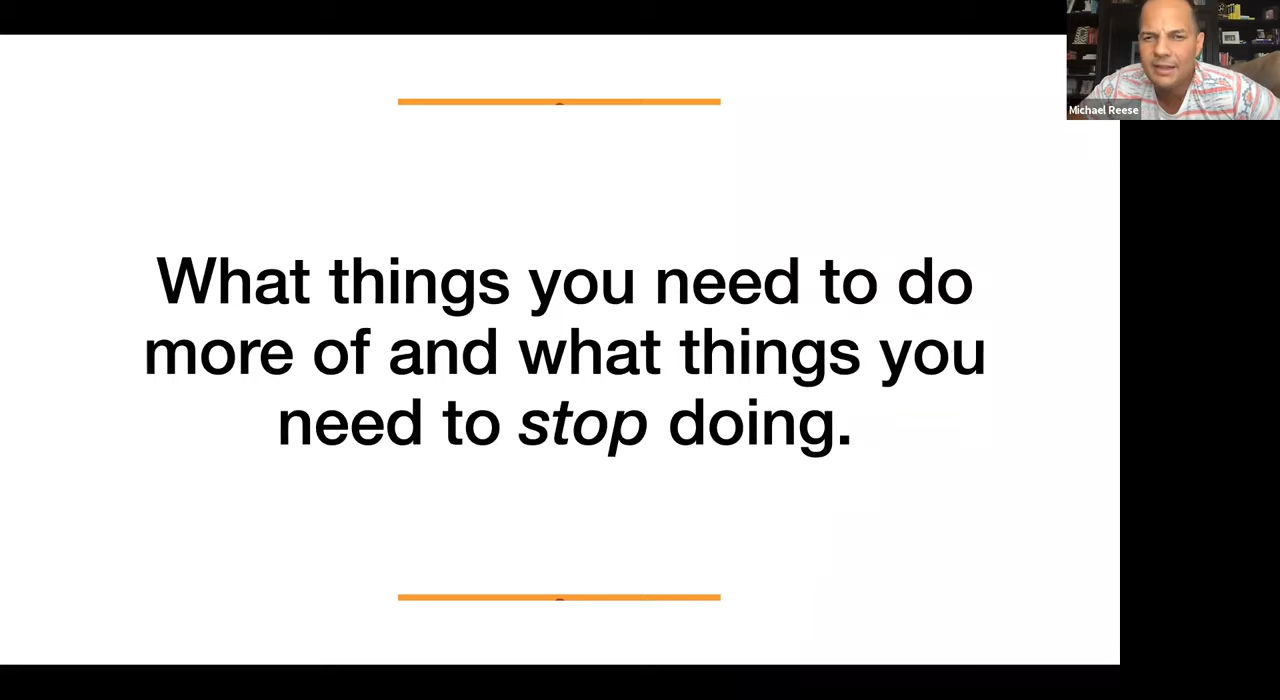 Michael Reese
What things you need to do
more of and what things you
need to stop doing.